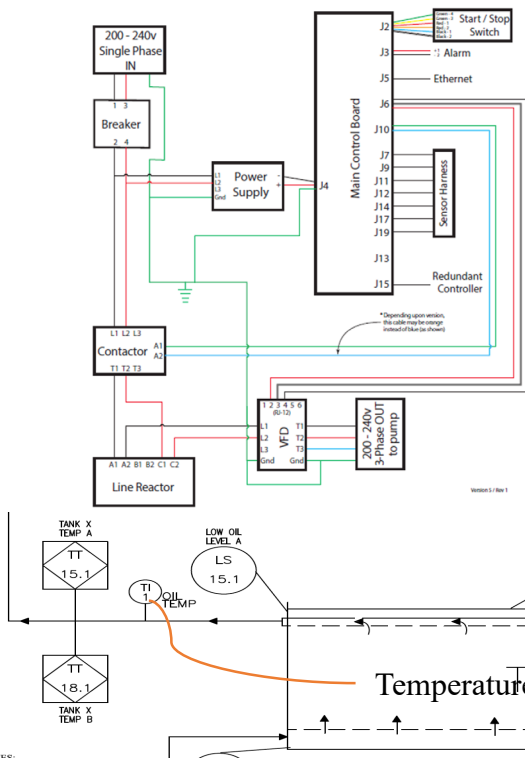 200 - 240v
Single Phase
IN
1 3
Breaker
2 4
L1
L2
L3
Gnd
Power
Supply
-
+
J4
Main Control Board
J2
J3
J5
J6
J10
J7
J9
J11
J12
J14
J17
J19
J13
J15
Start / Stop
Switch
Alarm
Ethernet
Sensor Harness
Redundant
Controller
* Depending upon version,
this cable may be orange
instead of blue (as shown)
L1 L2 L3
Contactor
A1
A2
T1 T2 T3
1 2 3 4 5 6
(RJ-12)
L1
L2
L3
Gnd
VFD
T1
T2
T3
Gnd
200 - 240v
3-Phase OUT
to pump
A1 A2 B1 B2 C1 C2
Line Reactor
Version 5 / Rev 1
TANK X
TEMP A
TT
15.1
LOW OIL
LEVEL A
LS
15.1
TI
1
OIL
TEMP
TT
18.1
TANK X
TEMP B
Temperature